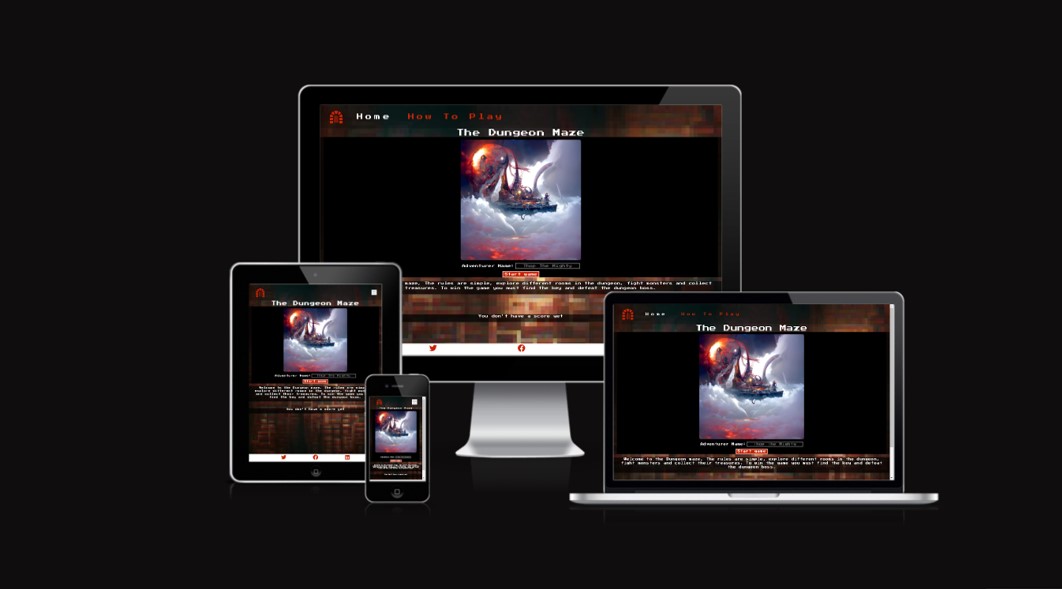 Home How To Play
The Dungeon Maze
Adventurer Name: Thor The Mighty
Start game
maze, The rules are simple, explore different rooms in the dungeon, fight monsters and collect
treasures. To win the game you must find the key and defeat the dungeon boss.
You don't have a score yet
The Dungeon Maze
Adventurer Name: Thor The Mighty
Start game
Welcome to the Dungeon maze, The rules are simple,
explore different rooms in the dungeon, fight monsters
and collect their treasures. To win the game you must
find the key and defeat the dungeon boss.
You don't have a score yet
The Dungeon Maze
Home How To Play
The Dungeon Maze
Adventurer Name: Thor The Mighty
Start game
Welcome to the Dungeon maze, The rules are simple, explore different rooms in the dungeon,
fight monsters and collect their treasures. To win the game you must find the key and defeat
the dungeon boss.